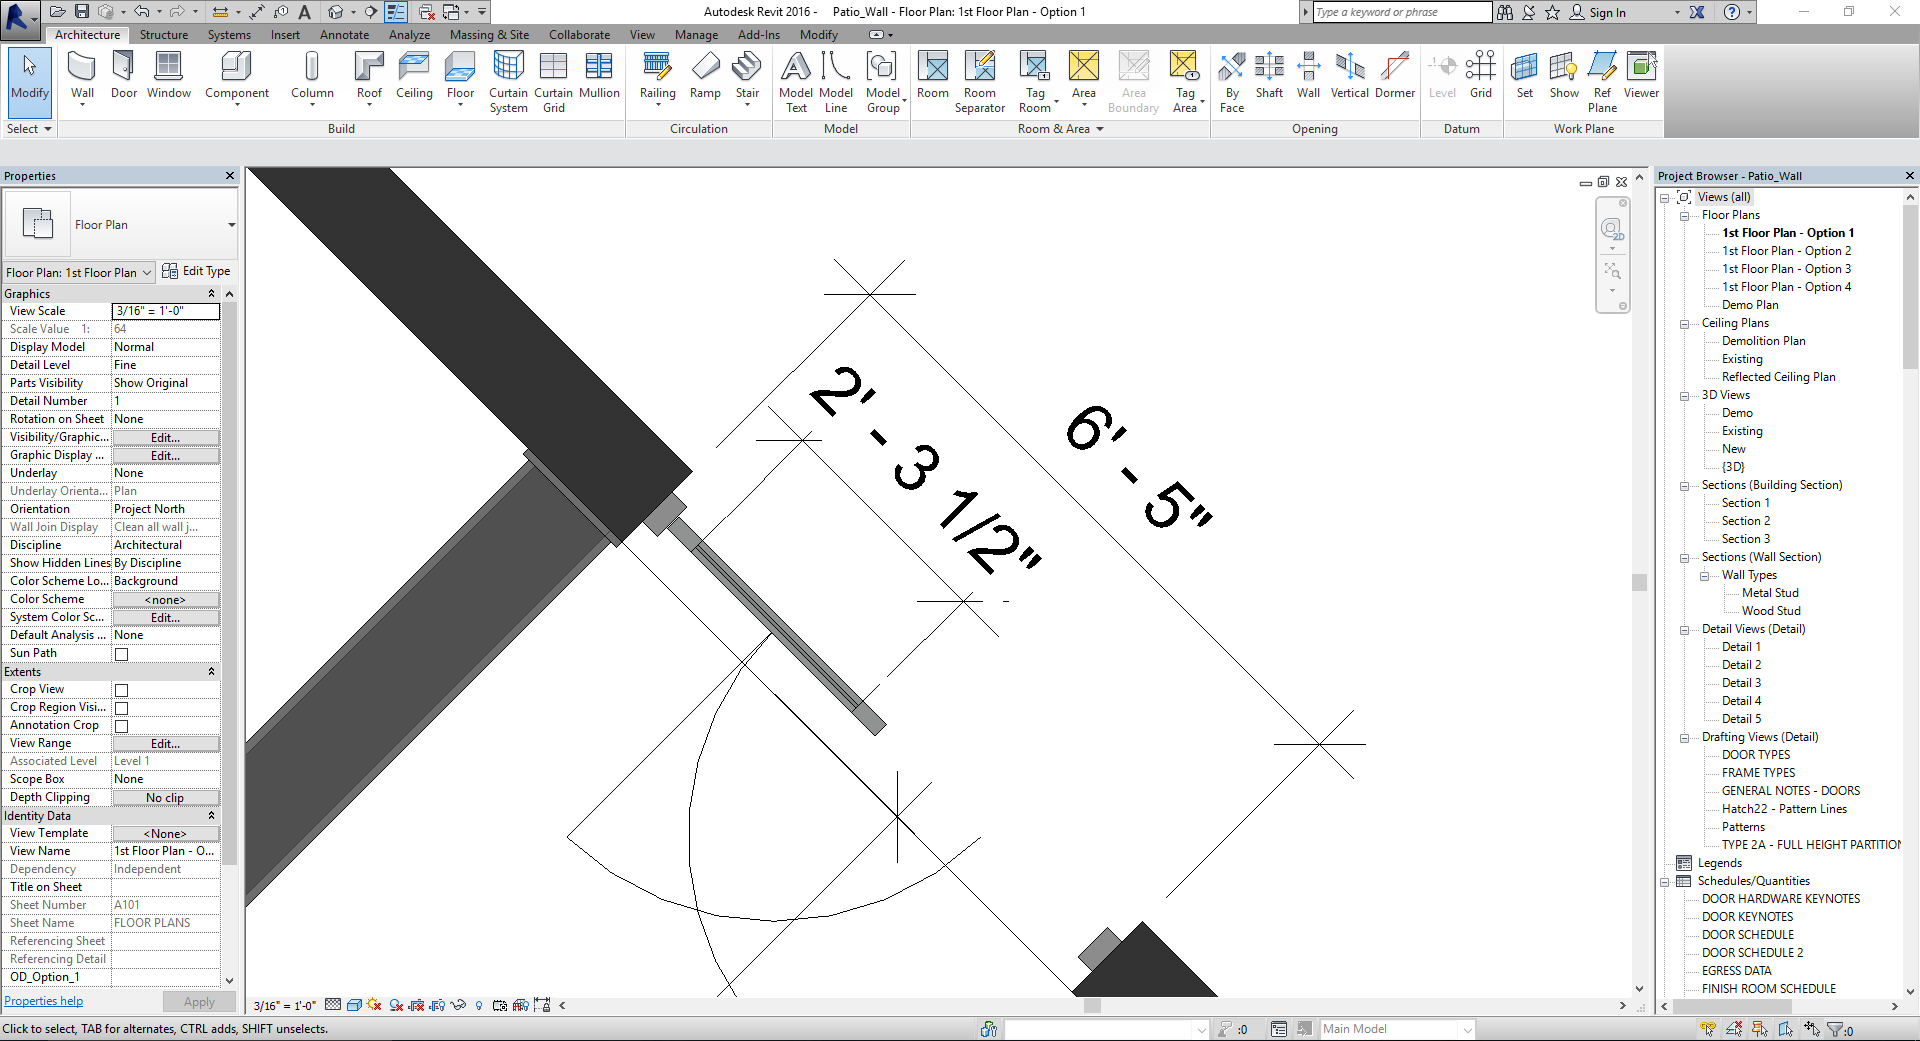 Autodesk Revit 2016 - Patio_Wall - Floor Plan: 1st Floor Plan - Option 1
Type a keyword or phrase
Sign In
Architecture Structure Systems Insert Annotate Analyze Massing & Site Collaborate View Manage Add-Ins Modify
Modify Wall Door Window Component Column Roof Ceiling Floor Curtain System Curtain Grid Mullion Railing Ramp Stair Model Text Model Line Model Group Room Room Separator Tag Room Area Area Boundary Tag Area By Face Shaft Wall Vertical Dormer Level Grid Set Show Ref Plane Viewer
Select Build Circulation Model Room & Area Opening Datum Work Plane
Properties
Floor Plan
Floor Plan: 1st Floor Plan Edit Type
Graphics
View Scale 3/16" = 1'-0"
Scale Value 1: 64
Display Model Normal
Detail Level Fine
Parts Visibility Show Original
Detail Number 1
Rotation on Sheet None
Visibility/Graphic... Edit...
Graphic Display ... Edit...
Underlay None
Underlay Orienta... Plan
Orientation Project North
Wall Join Display Clean all wall j...
Discipline Architectural
Show Hidden Lines By Discipline
Color Scheme Lo... Background
Color Scheme <none>
System Color Sc... Edit...
Default Analysis ... None
Sun Path
Extents
Crop View
Crop Region Visi...
Annotation Crop
View Range Edit...
Associated Level Level 1
Scope Box None
Depth Clipping No clip
Identity Data
View Template <None>
View Name 1st Floor Plan - O...
Dependency Independent
Title on Sheet
Sheet Number A101
Sheet Name FLOOR PLANS
Referencing Sheet
Referencing Detail
OD_Option_1
Properties help Apply
2' - 3 1/2"
6' - 5"
2D
3/16" = 1'-0"
Project Browser - Patio_Wall
Views (all)
Floor Plans
1st Floor Plan - Option 1
1st Floor Plan - Option 2
1st Floor Plan - Option 3
1st Floor Plan - Option 4
Demo Plan
Ceiling Plans
Demolition Plan
Existing
Reflected Ceiling Plan
3D Views
Demo
Existing
New
{3D}
Sections (Building Section)
Section 1
Section 2
Section 3
Sections (Wall Section)
Wall Types
Metal Stud
Wood Stud
Detail Views (Detail)
Detail 1
Detail 2
Detail 3
Detail 4
Detail 5
Drafting Views (Detail)
DOOR TYPES
FRAME TYPES
GENERAL NOTES - DOORS
Hatch22 - Pattern Lines
Patterns
TYPE 2A - FULL HEIGHT PARTITION
Legends
Schedules/Quantities
DOOR HARDWARE KEYNOTES
DOOR KEYNOTES
DOOR SCHEDULE
DOOR SCHEDULE 2
EGRESS DATA
FINISH ROOM SCHEDULE
Click to select, TAB for alternates, CTRL adds, SHIFT unselects.
:0
Main Model
:0